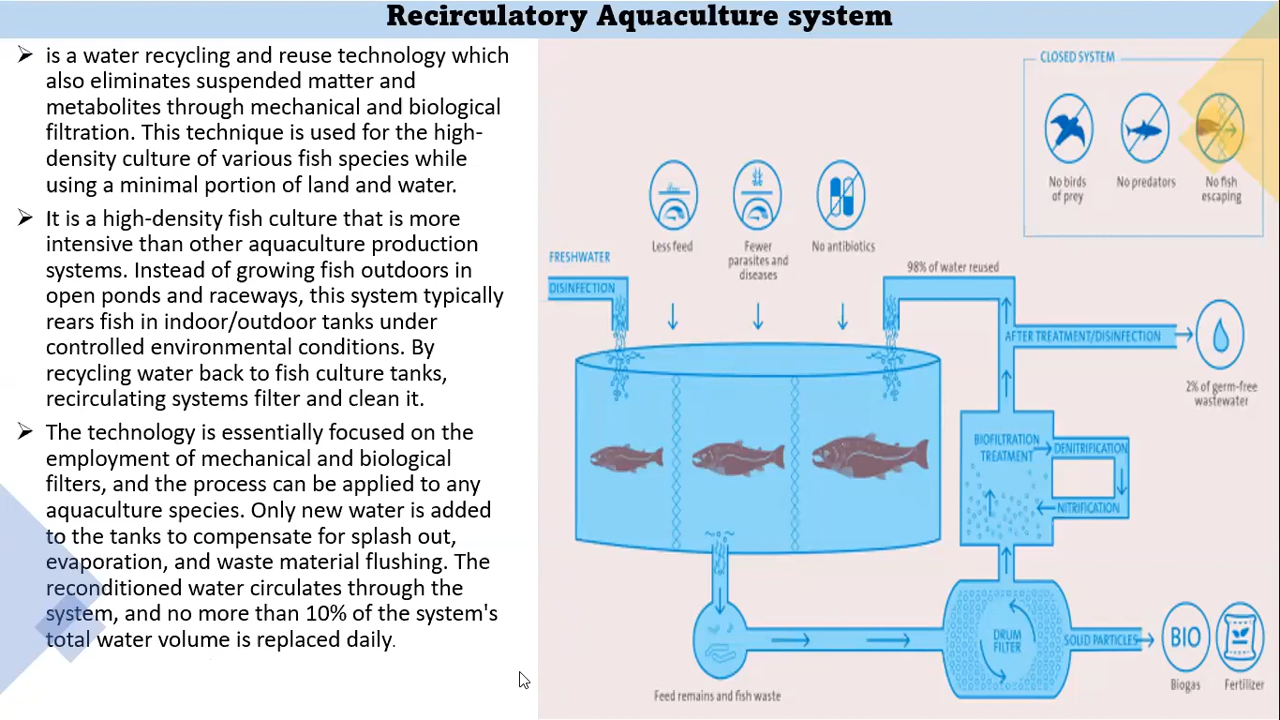 Recirculatory Aquaculture system
is a water recycling and reuse technology which
also eliminates suspended matter and
metabolites through mechanical and biological
filtration. This technique is used for the high-
density culture of various fish species while
using a minimal portion of land and water.
It is a high-density fish culture that is more
intensive than other aquaculture production
systems. Instead of growing fish outdoors in
open ponds and raceways, this system typically
rears fish in indoor/outdoor tanks under
controlled environmental conditions. By
recycling water back to fish culture tanks,
recirculating systems filter and clean it.
The technology is essentially focused on the
employment of mechanical and biological
filters, and the process can be applied to any
aquaculture species. Only new water is added
to the tanks to compensate for splash out,
evaporation, and waste material flushing. The
reconditioned water circulates through the
system, and no more than 10% of the system's
total water volume is replaced daily.
CLOSED SYSTEM
No birds
of prey
No predators
No fish
escaping
Less feed
Fewer
parasites and
diseases
No antibiotics
FRESHWATER
DISINFECTION
98% of water reused
AFTER TREATMENT/DISINFECTION
2% of germ-free
wastewater
BIOFILTRATION
TREATMENT
DENITRIFICATION
NITRIFICATION
DRUM
FILTER
SOLID PARTICLES
BIO
Biogas
Fertilizer
Feed remains and fish waste